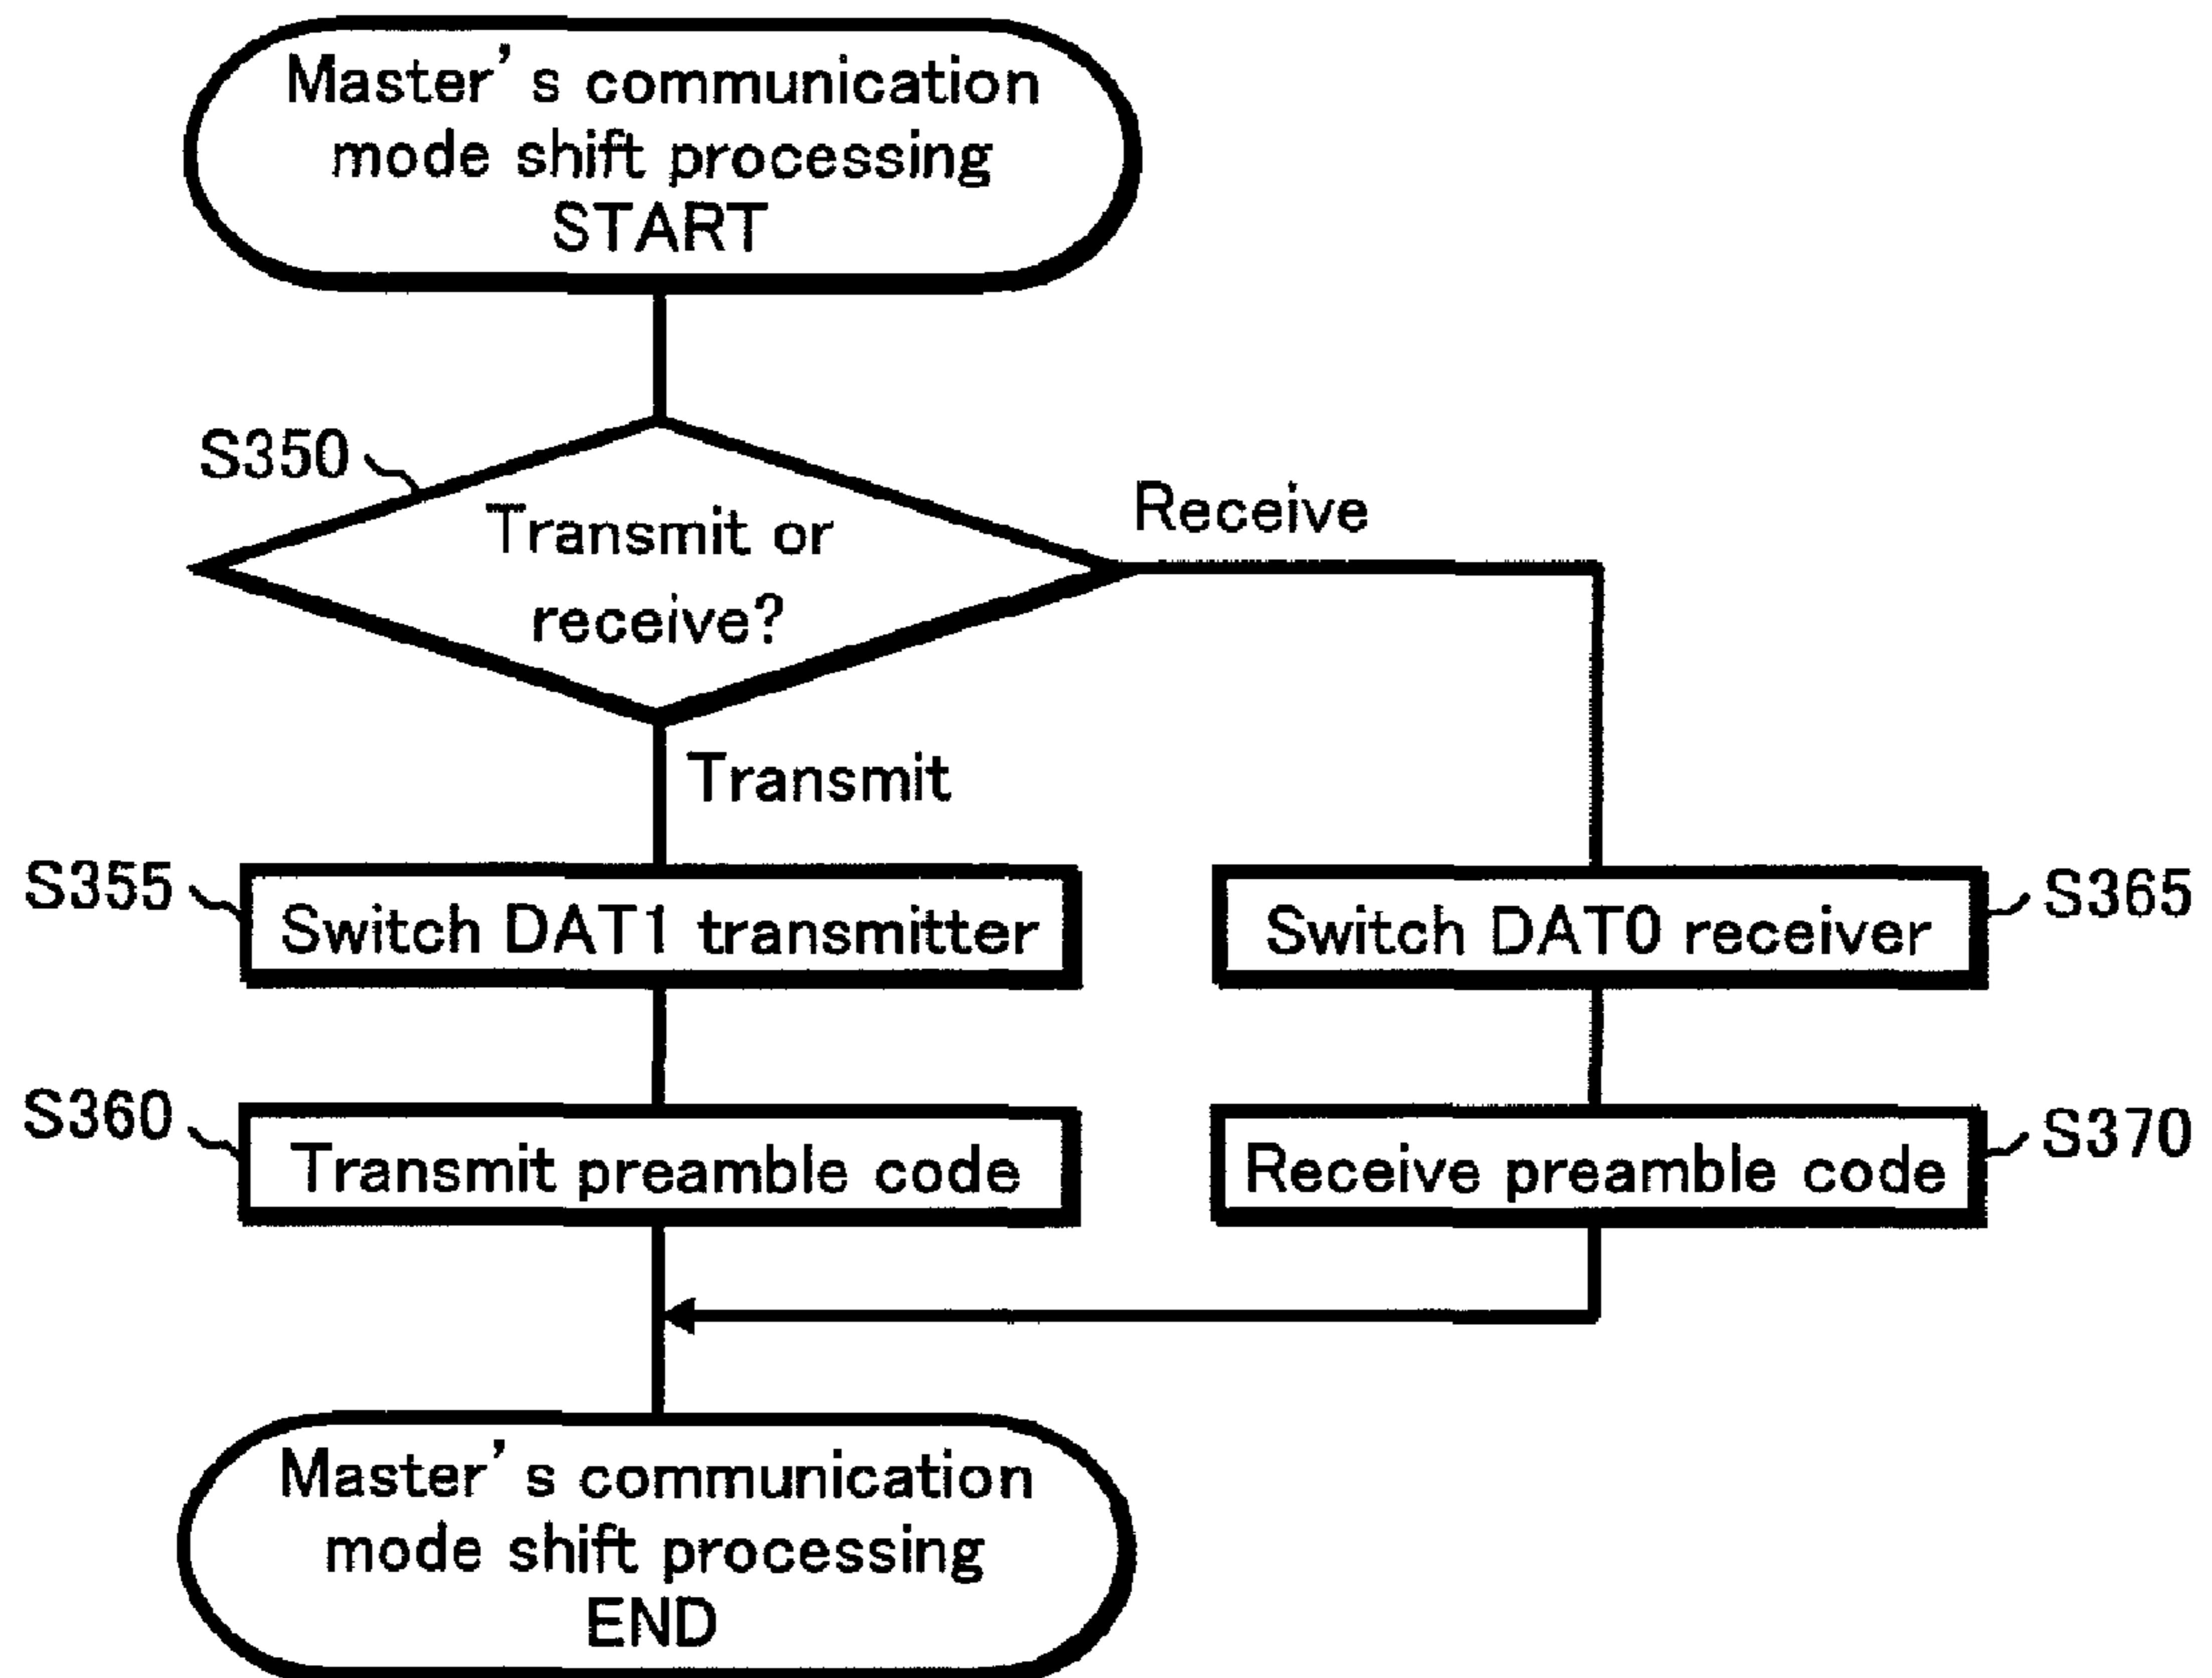 Master's communication
mode shift processing
START
S350
Transmit or
receive?
Receive
Transmit
S355
Switch DAT1 transmitter
Switch DAT0 receiver
S365
S360
Transmit preamble code
Receive preamble code
S370
Master's communication
mode shift processing
END